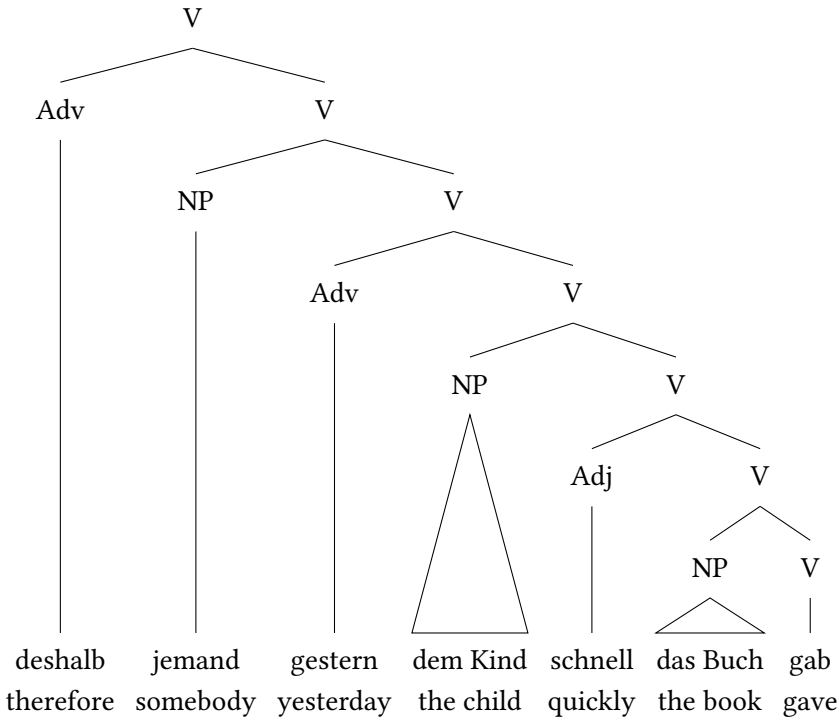 V
Adv V
NP V
Adv V
NP V
Adj V
NP V
deshalb jemand gestern dem Kind schnell das Buch gab
therefore somebody yesterday the child quickly the book gave